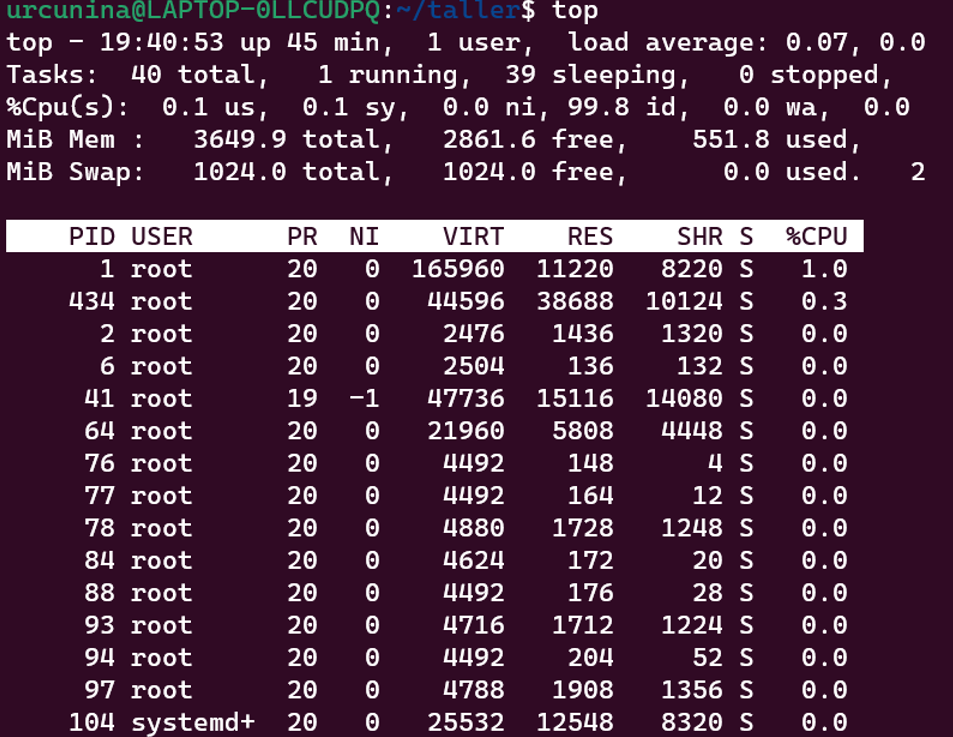 urcunina@LAPTOP-0LLCUDPQ:~/taller$ top
top - 19:40:53 up 45 min,  1 user,  load average: 0.07, 0.0
Tasks:  40 total,   1 running,  39 sleeping,   0 stopped,
%Cpu(s):  0.1 us,  0.1 sy,  0.0 ni, 99.8 id,  0.0 wa,  0.0
MiB Mem :   3649.9 total,   2861.6 free,    551.8 used,
MiB Swap:   1024.0 total,   1024.0 free,      0.0 used.   2
    PID USER      PR  NI    VIRT    RES    SHR S  %CPU
      1 root      20   0  165960  11220   8220 S   1.0
    434 root      20   0   44596  38688  10124 S   0.3
      2 root      20   0    2476   1436   1320 S   0.0
      6 root      20   0    2504    136    132 S   0.0
     41 root      19  -1   47736  15116  14080 S   0.0
     64 root      20   0   21960   5808   4448 S   0.0
     76 root      20   0    4492    148      4 S   0.0
     77 root      20   0    4492    164     12 S   0.0
     78 root      20   0    4880   1728   1248 S   0.0
     84 root      20   0    4624    172     20 S   0.0
     88 root      20   0    4492    176     28 S   0.0
     93 root      20   0    4716   1712   1224 S   0.0
     94 root      20   0    4492    204     52 S   0.0
     97 root      20   0    4788   1908   1356 S   0.0
    104 systemd+  20   0   25532  12548   8320 S   0.0